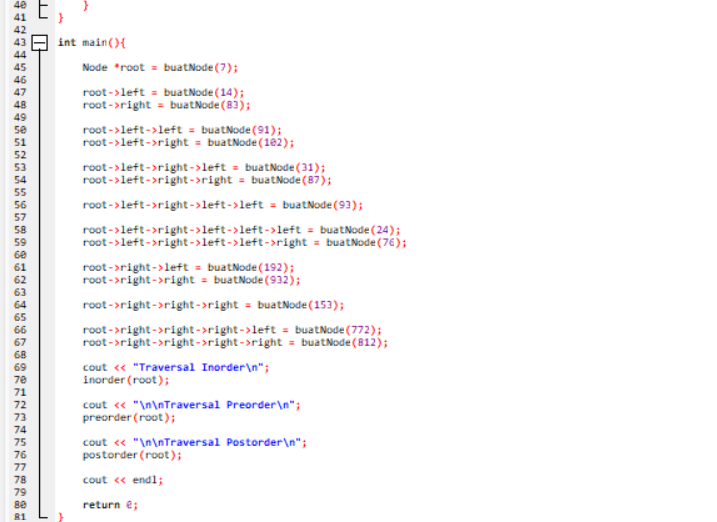 40 }
41 }
42
43 int main(){
44
45 Node *root = buatNode(7);
46
47 root->left = buatNode(14);
48 root->right = buatNode(83);
49
50 root->left->left = buatNode(91);
51 root->left->right = buatNode(102);
52
53 root->left->right->left = buatNode(31);
54 root->left->right->right = buatNode(87);
55
56 root->left->right->left->left = buatNode(93);
57
58 root->left->right->left->left->left = buatNode(24);
59 root->left->right->left->left->right = buatNode(76);
60
61 root->right->left = buatNode(192);
62 root->right->right = buatNode(932);
63
64 root->right->right->right = buatNode(153);
65
66 root->right->right->right->left = buatNode(772);
67 root->right->right->right->right = buatNode(812);
68
69 cout << "Traversal Inorder\n";
70 inorder(root);
71
72 cout << "\n\nTraversal Preorder\n";
73 preorder(root);
74
75 cout << "\n\nTraversal Postorder\n";
76 postorder(root);
77
78 cout << endl;
79
80 return 0;
81 }